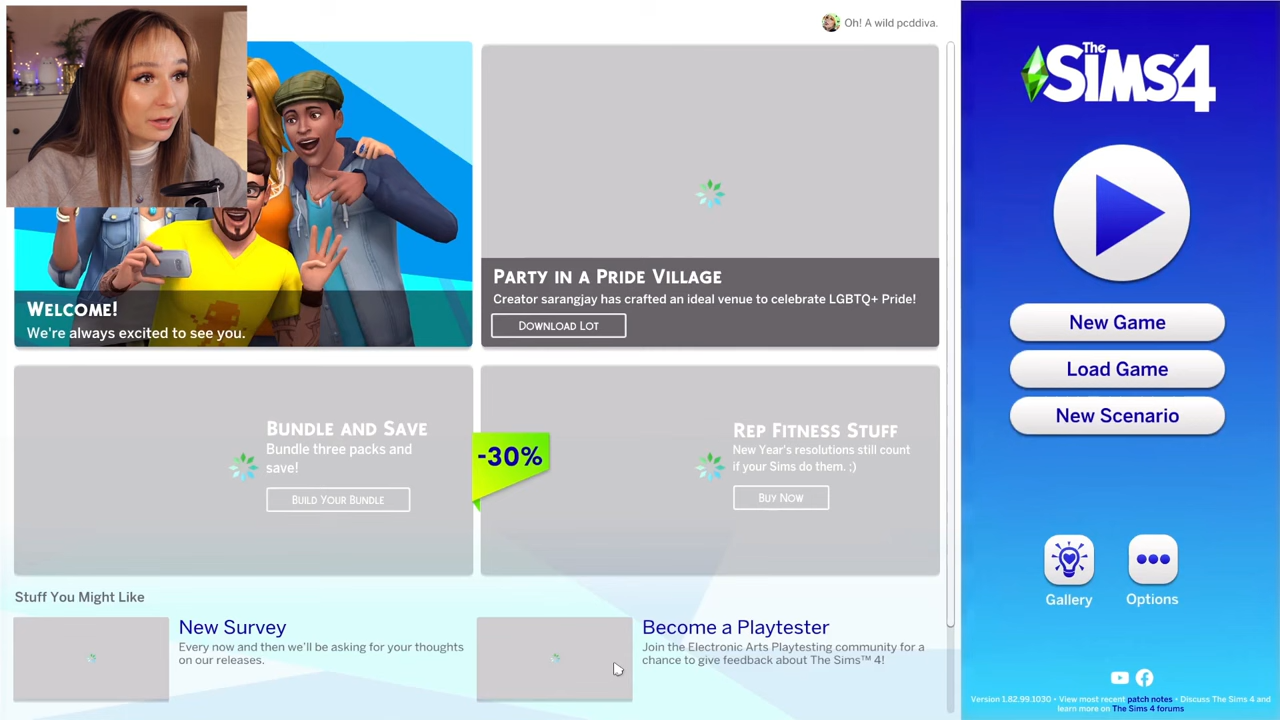 Oh! A wild pcddiva.
WELCOME!
We're always excited to see you.
PARTY IN A PRIDE VILLAGE
Creator sarangjay has crafted an ideal venue to celebrate LGBTQ+ Pride!
DOWNLOAD LOT
BUNDLE AND SAVE
Bundle three packs and
save!
BUILD YOUR BUNDLE
-30%
REP FITNESS STUFF
New Year's resolutions still count
if your Sims do them. ;)
BUY NOW
Stuff You Might Like
New Survey
Every now and then we'll be asking for your thoughts
on our releases.
Become a Playtester
Join the Electronic Arts Playtesting community for a
chance to give feedback about The Sims™ 4!
The
SIMS4
New Game
Load Game
New Scenario
Gallery
Options
Version 1.82.99.1030 • View most recent patch notes • Discuss The Sims 4 and
learn more on The Sims 4 forums